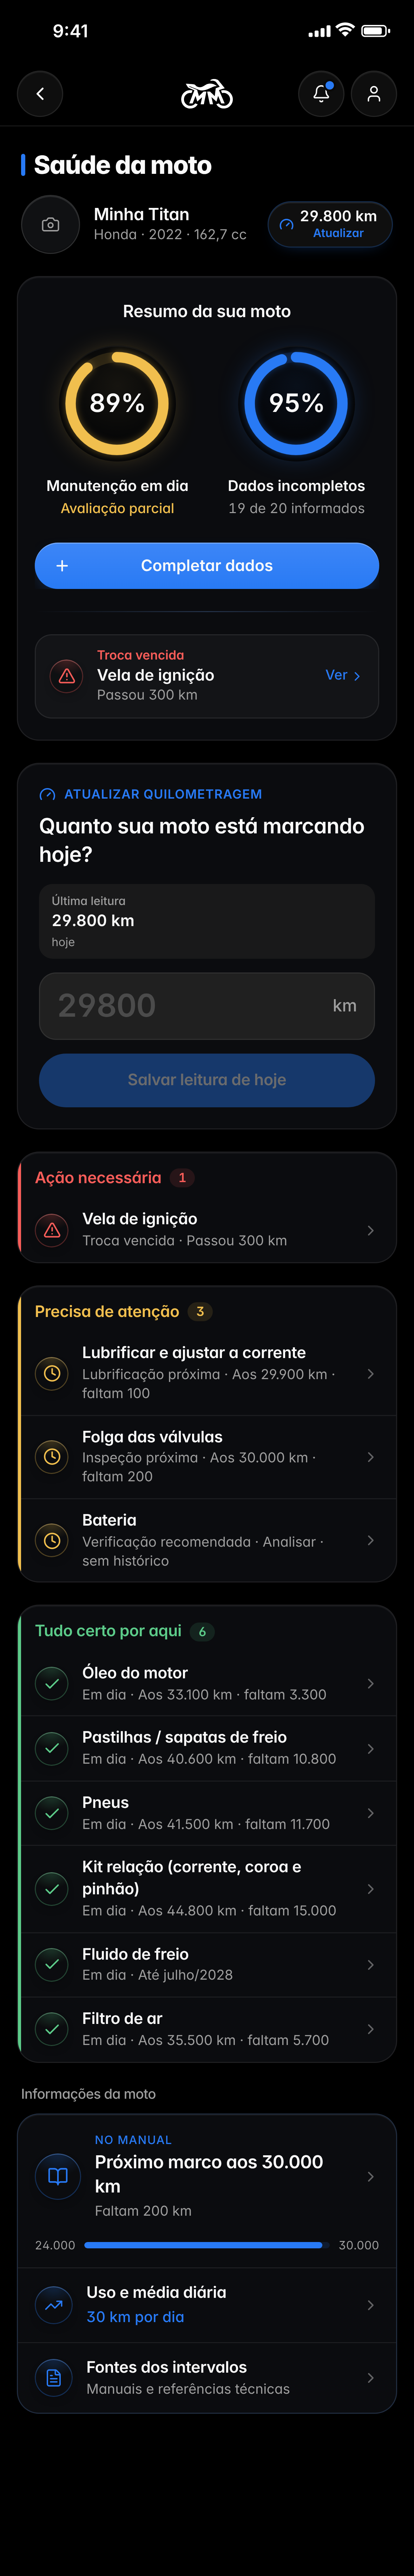 9:41
MM
Saúde da moto
Minha Titan
Honda · 2022 · 162,7 cc
29.800 km
Atualizar
Resumo da sua moto
89%
95%
Manutenção em dia
Dados incompletos
Avaliação parcial
19 de 20 informados
+ Completar dados
Troca vencida
Vela de ignição
Ver
Passou 300 km
ATUALIZAR QUILOMETRAGEM
Quanto sua moto está marcando
hoje?
Última leitura
29.800 km
hoje
29800 km
Salvar leitura de hoje
Ação necessária 1
Vela de ignição
Troca vencida · Passou 300 km
Precisa de atenção 3
Lubrificar e ajustar a corrente
Lubrificação próxima · Aos 29.900 km ·
faltam 100
Folga das válvulas
Inspeção próxima · Aos 30.000 km ·
faltam 200
Bateria
Verificação recomendada · Analisar ·
sem histórico
Tudo certo por aqui 6
Óleo do motor
Em dia · Aos 33.100 km · faltam 3.300
Pastilhas / sapatas de freio
Em dia · Aos 40.600 km · faltam 10.800
Pneus
Em dia · Aos 41.500 km · faltam 11.700
Kit relação (corrente, coroa e
pinhão)
Em dia · Aos 44.800 km · faltam 15.000
Fluido de freio
Em dia · Até julho/2028
Filtro de ar
Em dia · Aos 35.500 km · faltam 5.700
Informações da moto
NO MANUAL
Próximo marco aos 30.000
km
Faltam 200 km
24.000 30.000
Uso e média diária
30 km por dia
Fontes dos intervalos
Manuais e referências técnicas